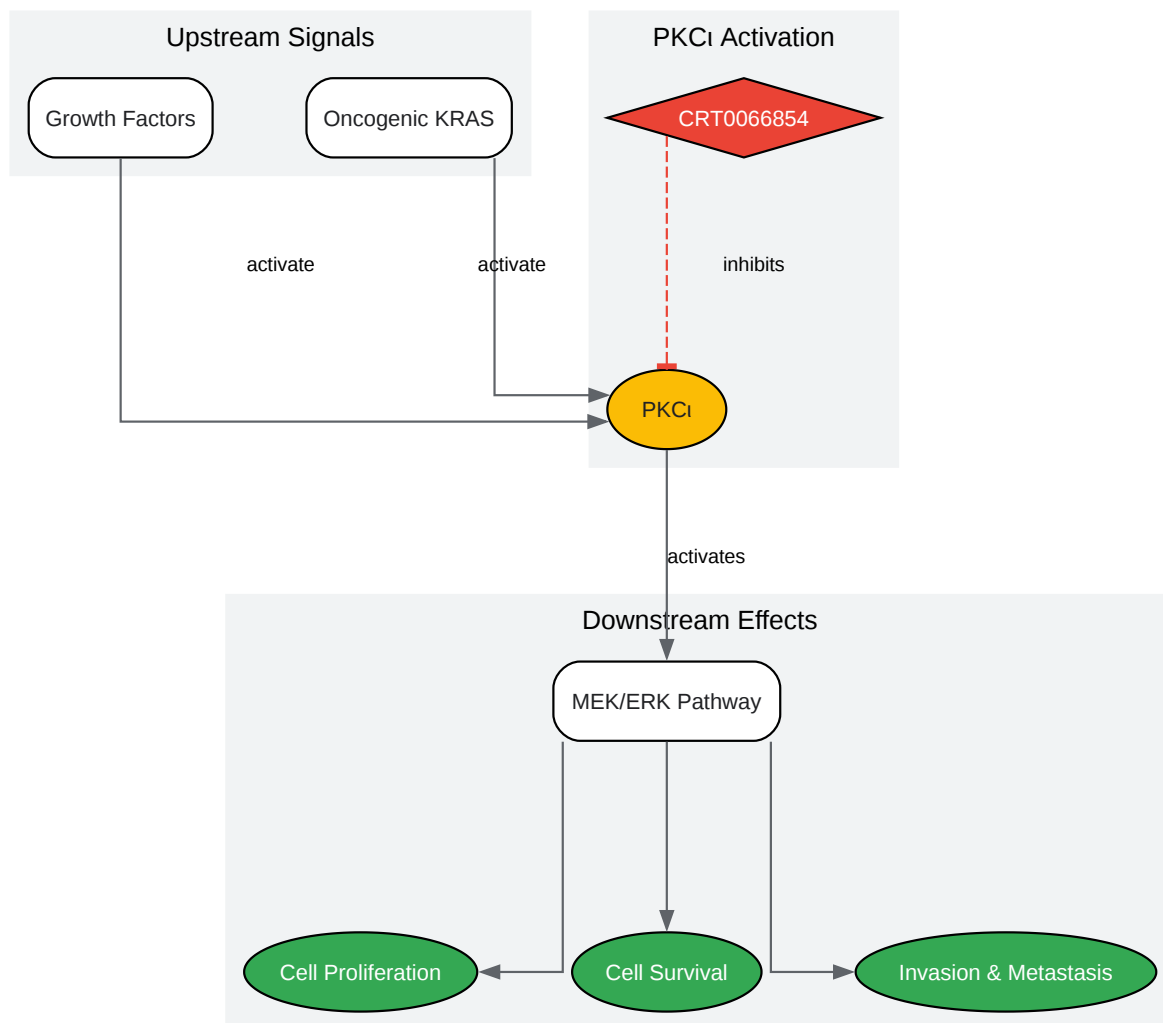 Upstream Signals
PKCι Activation
Growth Factors
Oncogenic KRAS
CRT0066854
activate
activate
inhibits
PKCι
activates
Downstream Effects
MEK/ERK Pathway
Cell Proliferation
Cell Survival
Invasion & Metastasis